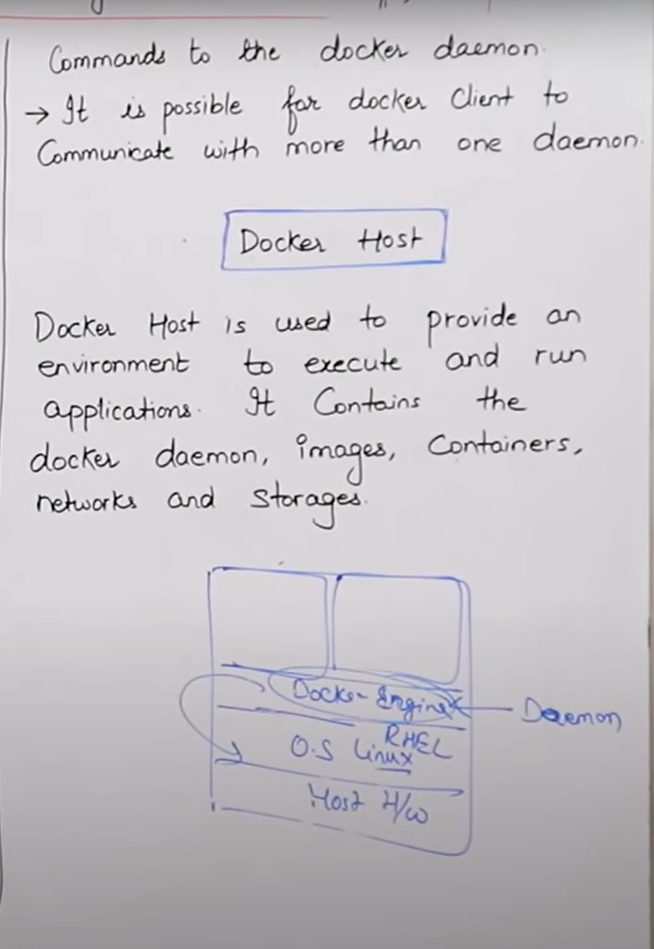 Commands to the docker daemon.
→ It is possible for docker Client to
Communicate with more than one daemon.
Docker Host
Docker Host is used to provide an
environment to execute and run
applications. It Contains the
docker daemon, images, Containers,
networks and Storages.
Docker Engine
Daemon
RHEL
O.S Linux
Host H/w